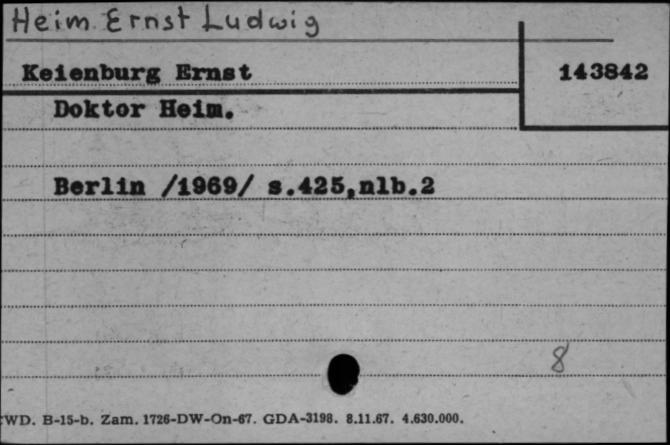 Heim Ernst Ludwig
Keienburg Ernst 143842
Doktor Heim.
Berlin /1969/ s.425,nlb.2
8
WD. B-15-b. Zam. 1726-DW-On-67. GDA-3198. 8.11.67. 4.630.000.